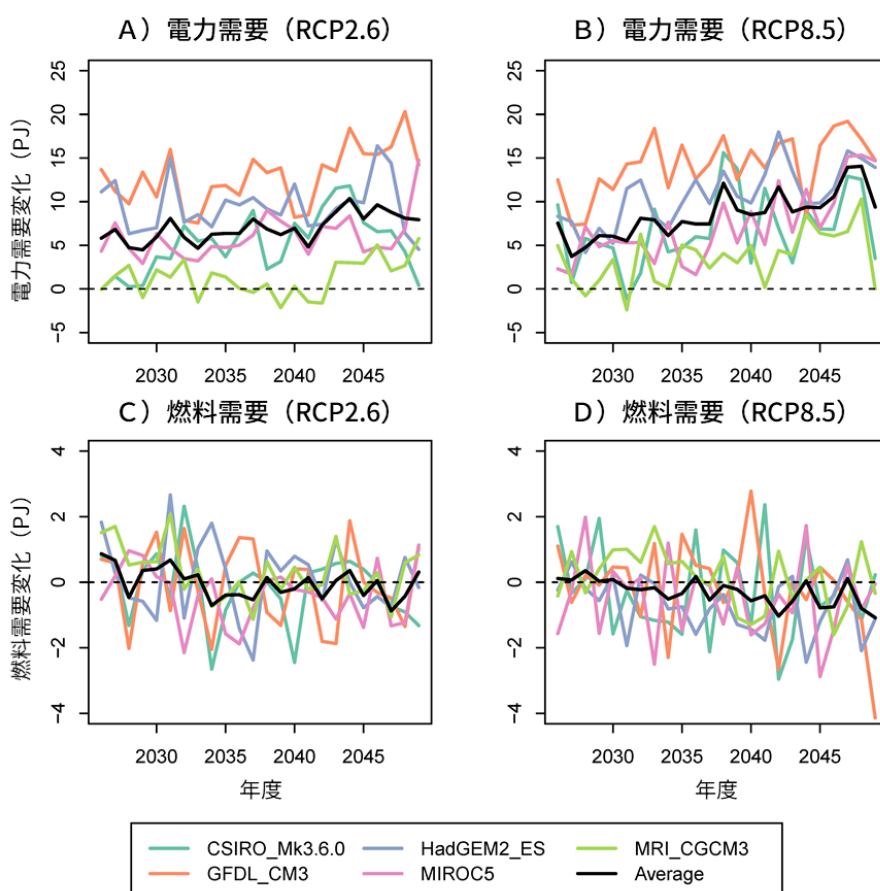 A）電力需要（RCP2.6）
B）電力需要（RCP8.5）
電力需要変化（PJ）
25
20
15
10
5
0
−5
2030 2035 2040 2045
25
20
15
10
5
0
−5
2030 2035 2040 2045
C）燃料需要（RCP2.6）
D）燃料需要（RCP8.5）
燃料需要変化（PJ）
4
2
0
−2
−4
2030 2035 2040 2045
年度
4
2
0
−2
−4
2030 2035 2040 2045
年度
CSIRO_Mk3.6.0 HadGEM2_ES MRI_CGCM3
GFDL_CM3 MIROC5 Average